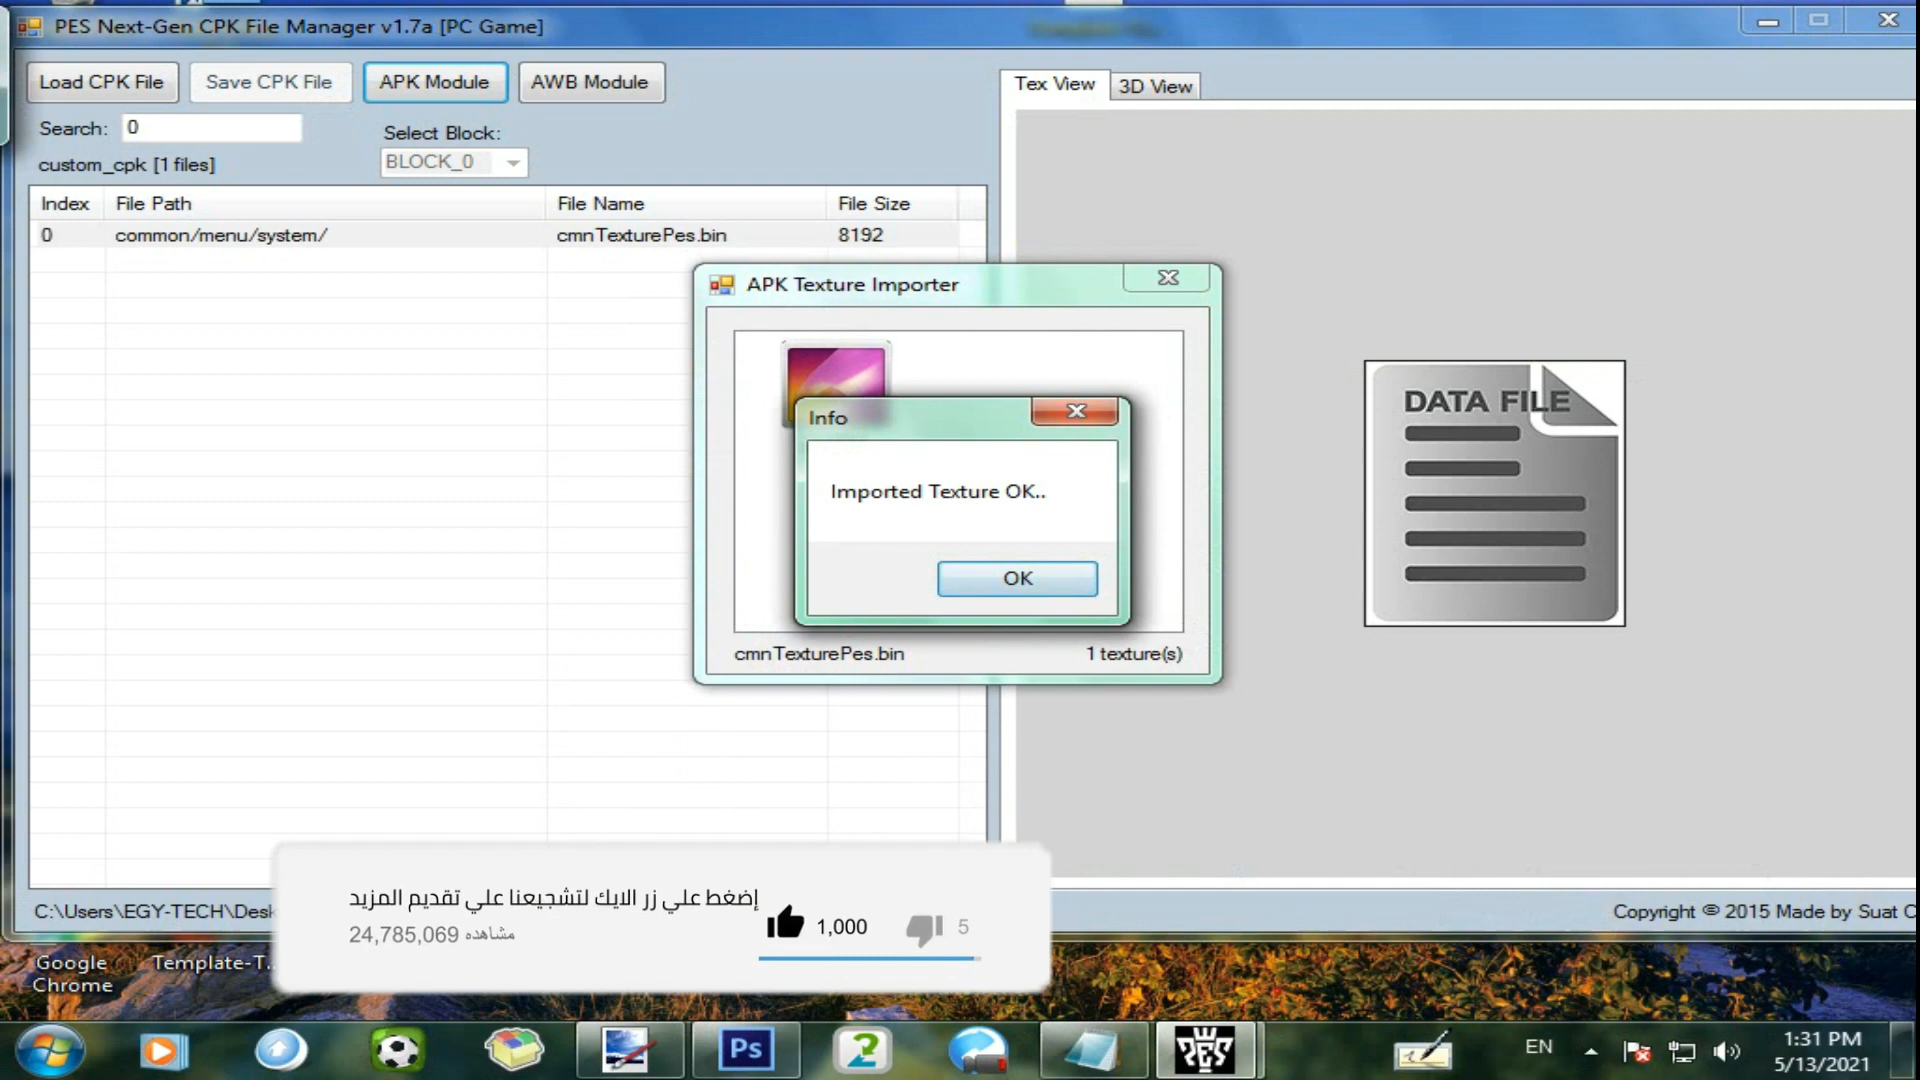 PES Next-Gen CPK File Manager v1.7a [PC Game]
Load CPK File
Save CPK File
APK Module
AWB Module
Tex View
3D View
Search: 0
Select Block:
custom_cpk [1 files]
BLOCK_0
Index File Path File Name File Size
0 common/menu/system/ cmnTexturePes.bin 8192
APK Texture Importer
Info
Imported Texture OK..
OK
cmnTexturePes.bin 1 texture(s)
DATA FILE
C:\Users\EGY-TECH\Desk
Copyright © 2015 Made by Suat C
إضغط علي زر الايك لتشجيعنا علي تقديم المزيد
24,785,069 مشاهده
1,000
5
Google Chrome
Template-T...
Ps
2
PES
EN
1:31 PM
5/13/2021